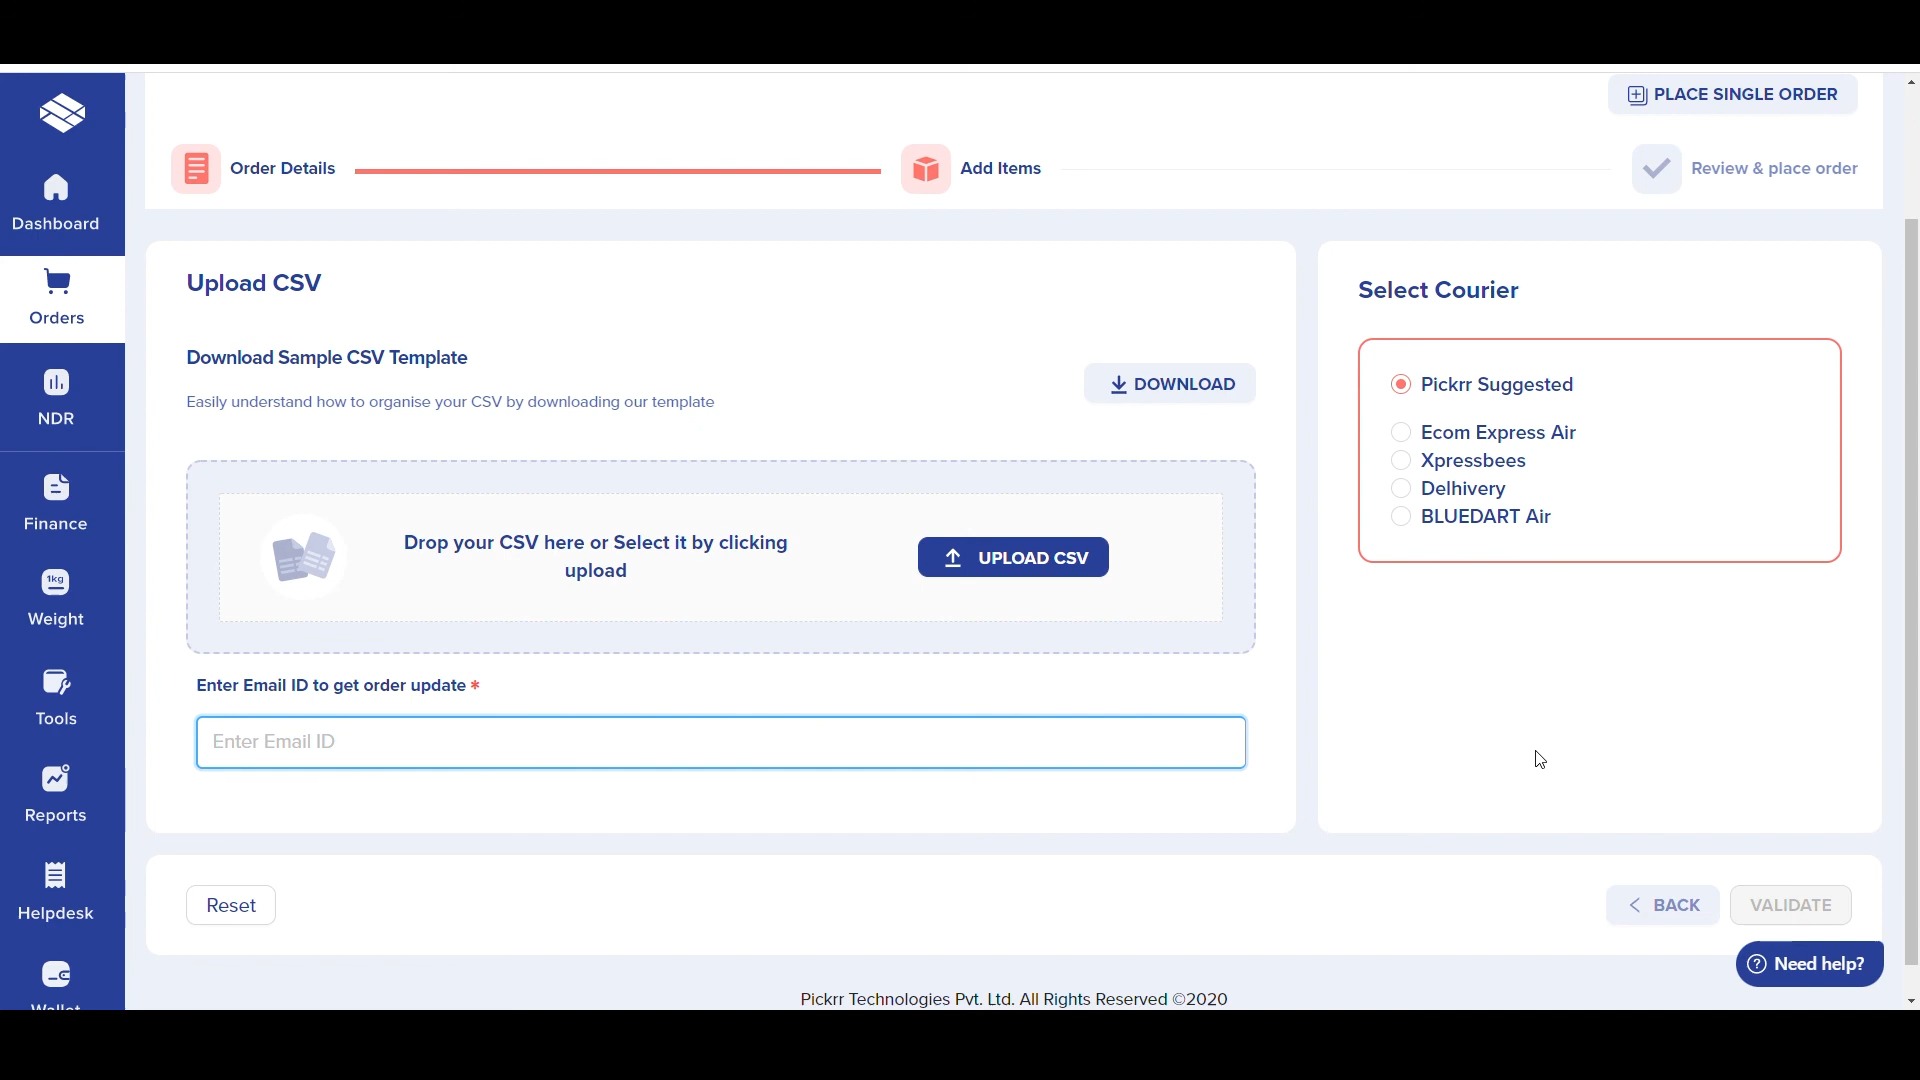 PLACE SINGLE ORDER
Order Details
Add Items
Review & place order
Dashboard
Orders
NDR
Finance
1kg
Weight
Tools
Reports
Helpdesk
Wallet
Upload CSV
Download Sample CSV Template
Easily understand how to organise your CSV by downloading our template
DOWNLOAD
Drop your CSV here or Select it by clicking
upload
UPLOAD CSV
Enter Email ID to get order update *
Enter Email ID
Select Courier
Pickrr Suggested
Ecom Express Air
Xpressbees
Delhivery
BLUEDART Air
Reset
BACK
VALIDATE
? Need help?
Pickrr Technologies Pvt. Ltd. All Rights Reserved ©2020